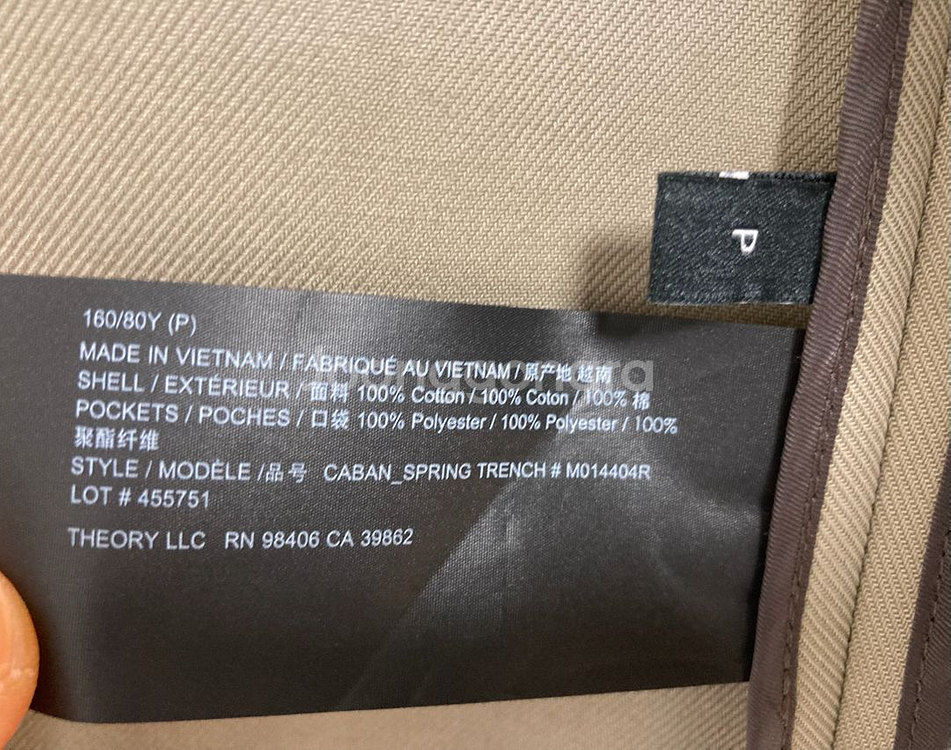 P
160/80Y (P)
MADE IN VIETNAM / FABRIQUÉ AU VIETNAM / 原产地 越南
SHELL / EXTÉRIEUR / 面料 100% Cotton / 100% Coton / 100% 棉
POCKETS / POCHES / 口袋 100% Polyester / 100% Polyester / 100%
聚酯纤维
STYLE / MODÈLE /品号 CABAN_SPRING TRENCH # M014404R
LOT # 455751
THEORY LLC RN 98406 CA 39862